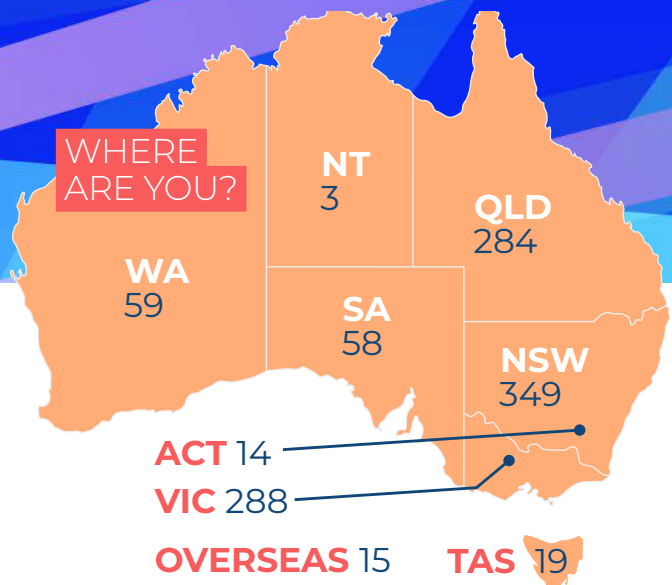 WHERE
ARE YOU?
NT
3
QLD
284
WA
59
SA
58
NSW
349
ACT 14
VIC 288
OVERSEAS 15
TAS 19